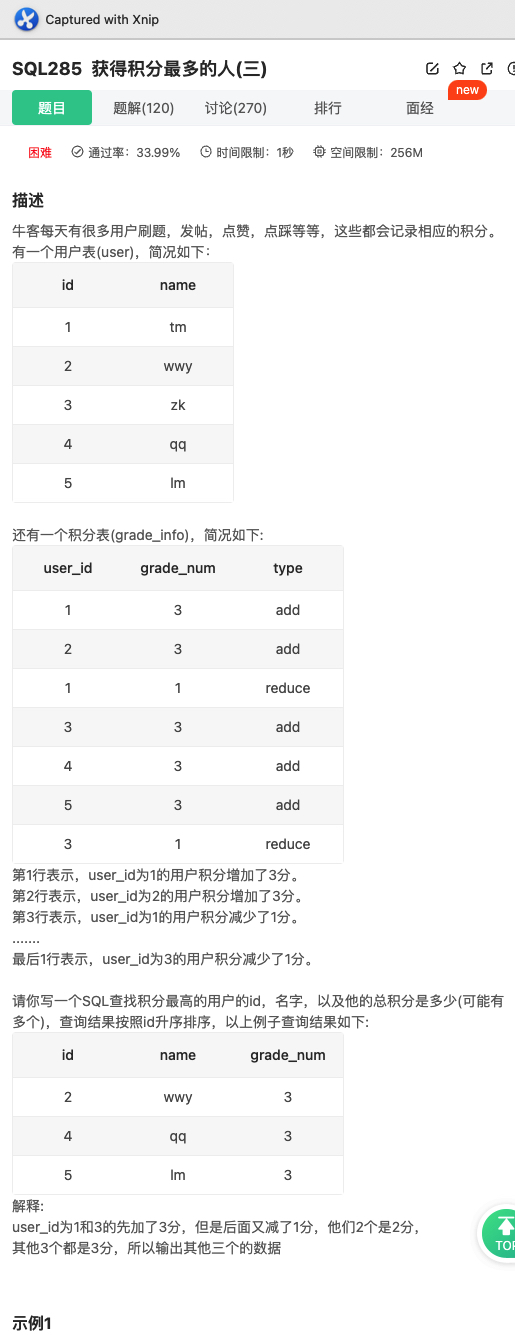 Captured with Xnip
SQL285 获得积分最多的人(三)
new
题目 题解(120) 讨论(270) 排行 面经
困难 通过率：33.99% 时间限制：1秒 空间限制：256M
描述
牛客每天有很多用户刷题，发帖，点赞，点踩等等，这些都会记录相应的积分。
有一个用户表(user)，简况如下：
id name
1 tm
2 wwy
3 zk
4 qq
5 lm
还有一个积分表(grade_info)，简况如下:
user_id grade_num type
1 3 add
2 3 add
1 1 reduce
3 3 add
4 3 add
5 3 add
3 1 reduce
第1行表示，user_id为1的用户积分增加了3分。
第2行表示，user_id为2的用户积分增加了3分。
第3行表示，user_id为1的用户积分减少了1分。
.......
最后1行表示，user_id为3的用户积分减少了1分。
请你写一个SQL查找积分最高的用户的id，名字，以及他的总积分是多少(可能有
多个)，查询结果按照id升序排序，以上例子查询结果如下:
id name grade_num
2 wwy 3
4 qq 3
5 lm 3
解释:
user_id为1和3的先加了3分，但是后面又减了1分，他们2个是2分，
其他3个都是3分，所以输出其他三个的数据
TOP
示例1